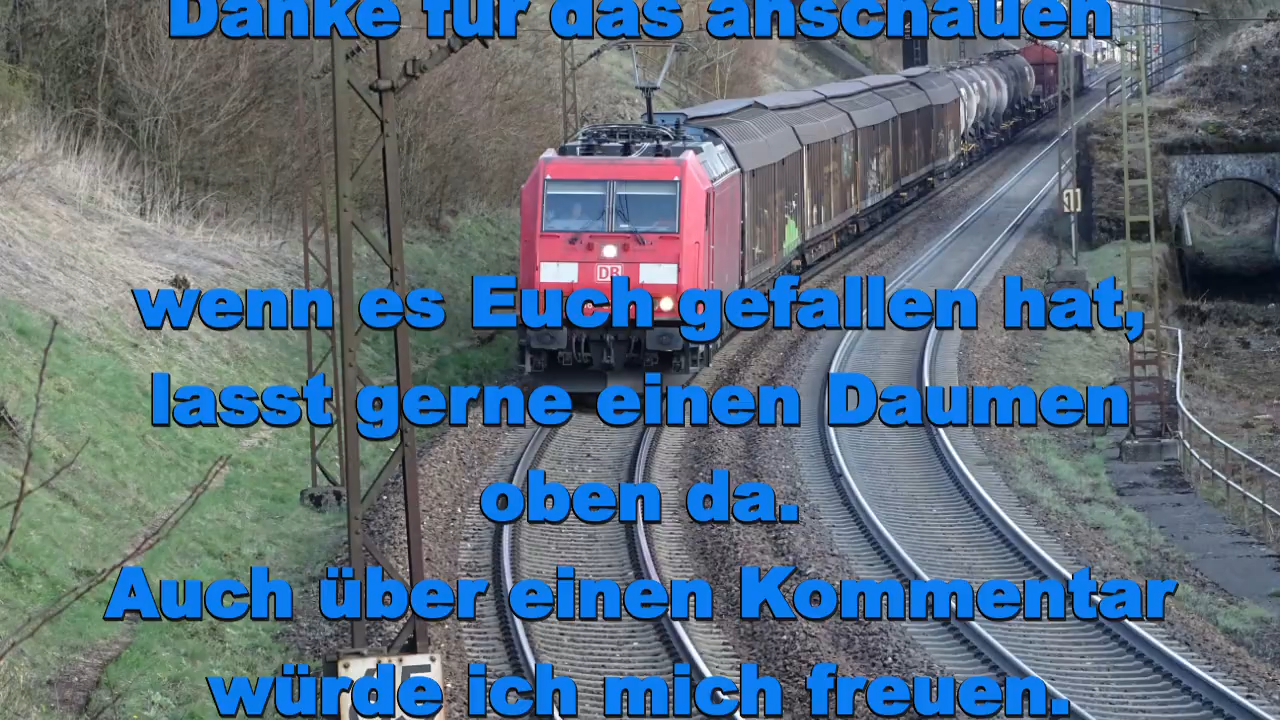 Danke für das anschauen
DB
wenn es Euch gefallen hat,
lasst gerne einen Daumen
oben da.
Auch über einen Kommentar
würde ich mich freuen.